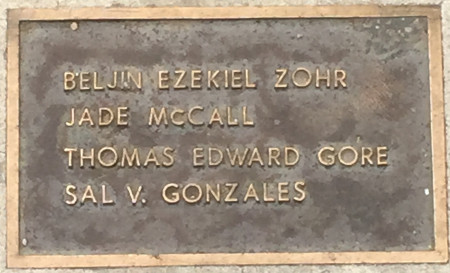 BELJIN EZEKIEL ZOHR
JADE McCALL
THOMAS EDWARD GORE
SAL V. GONZALES